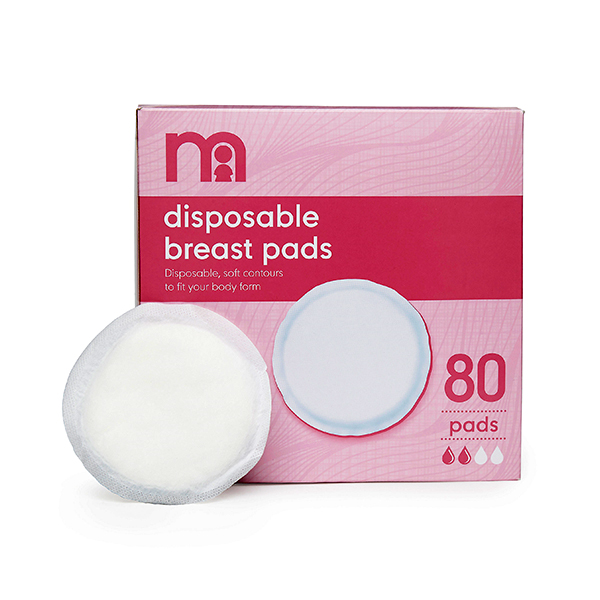 m
disposable
breast pads
Disposable, soft contours
to fit your body form
80
pads